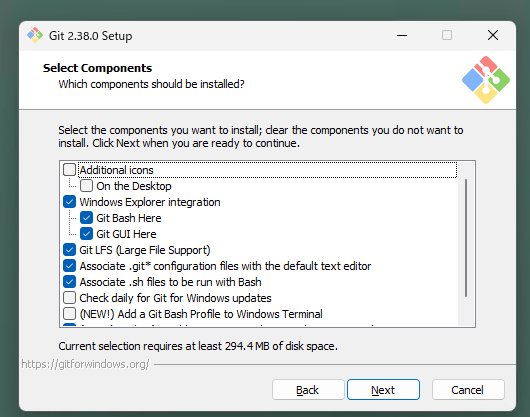 Git 2.38.0 Setup
Select Components
Which components should be installed?
Select the components you want to install; clear the components you do not want to
install. Click Next when you are ready to continue.
Additional icons
On the Desktop
Windows Explorer integration
Git Bash Here
Git GUI Here
Git LFS (Large File Support)
Associate .git* configuration files with the default text editor
Associate .sh files to be run with Bash
Check daily for Git for Windows updates
(NEW!) Add a Git Bash Profile to Windows Terminal
Current selection requires at least 294.4 MB of disk space.
https://gitforwindows.org/
Back
Next
Cancel